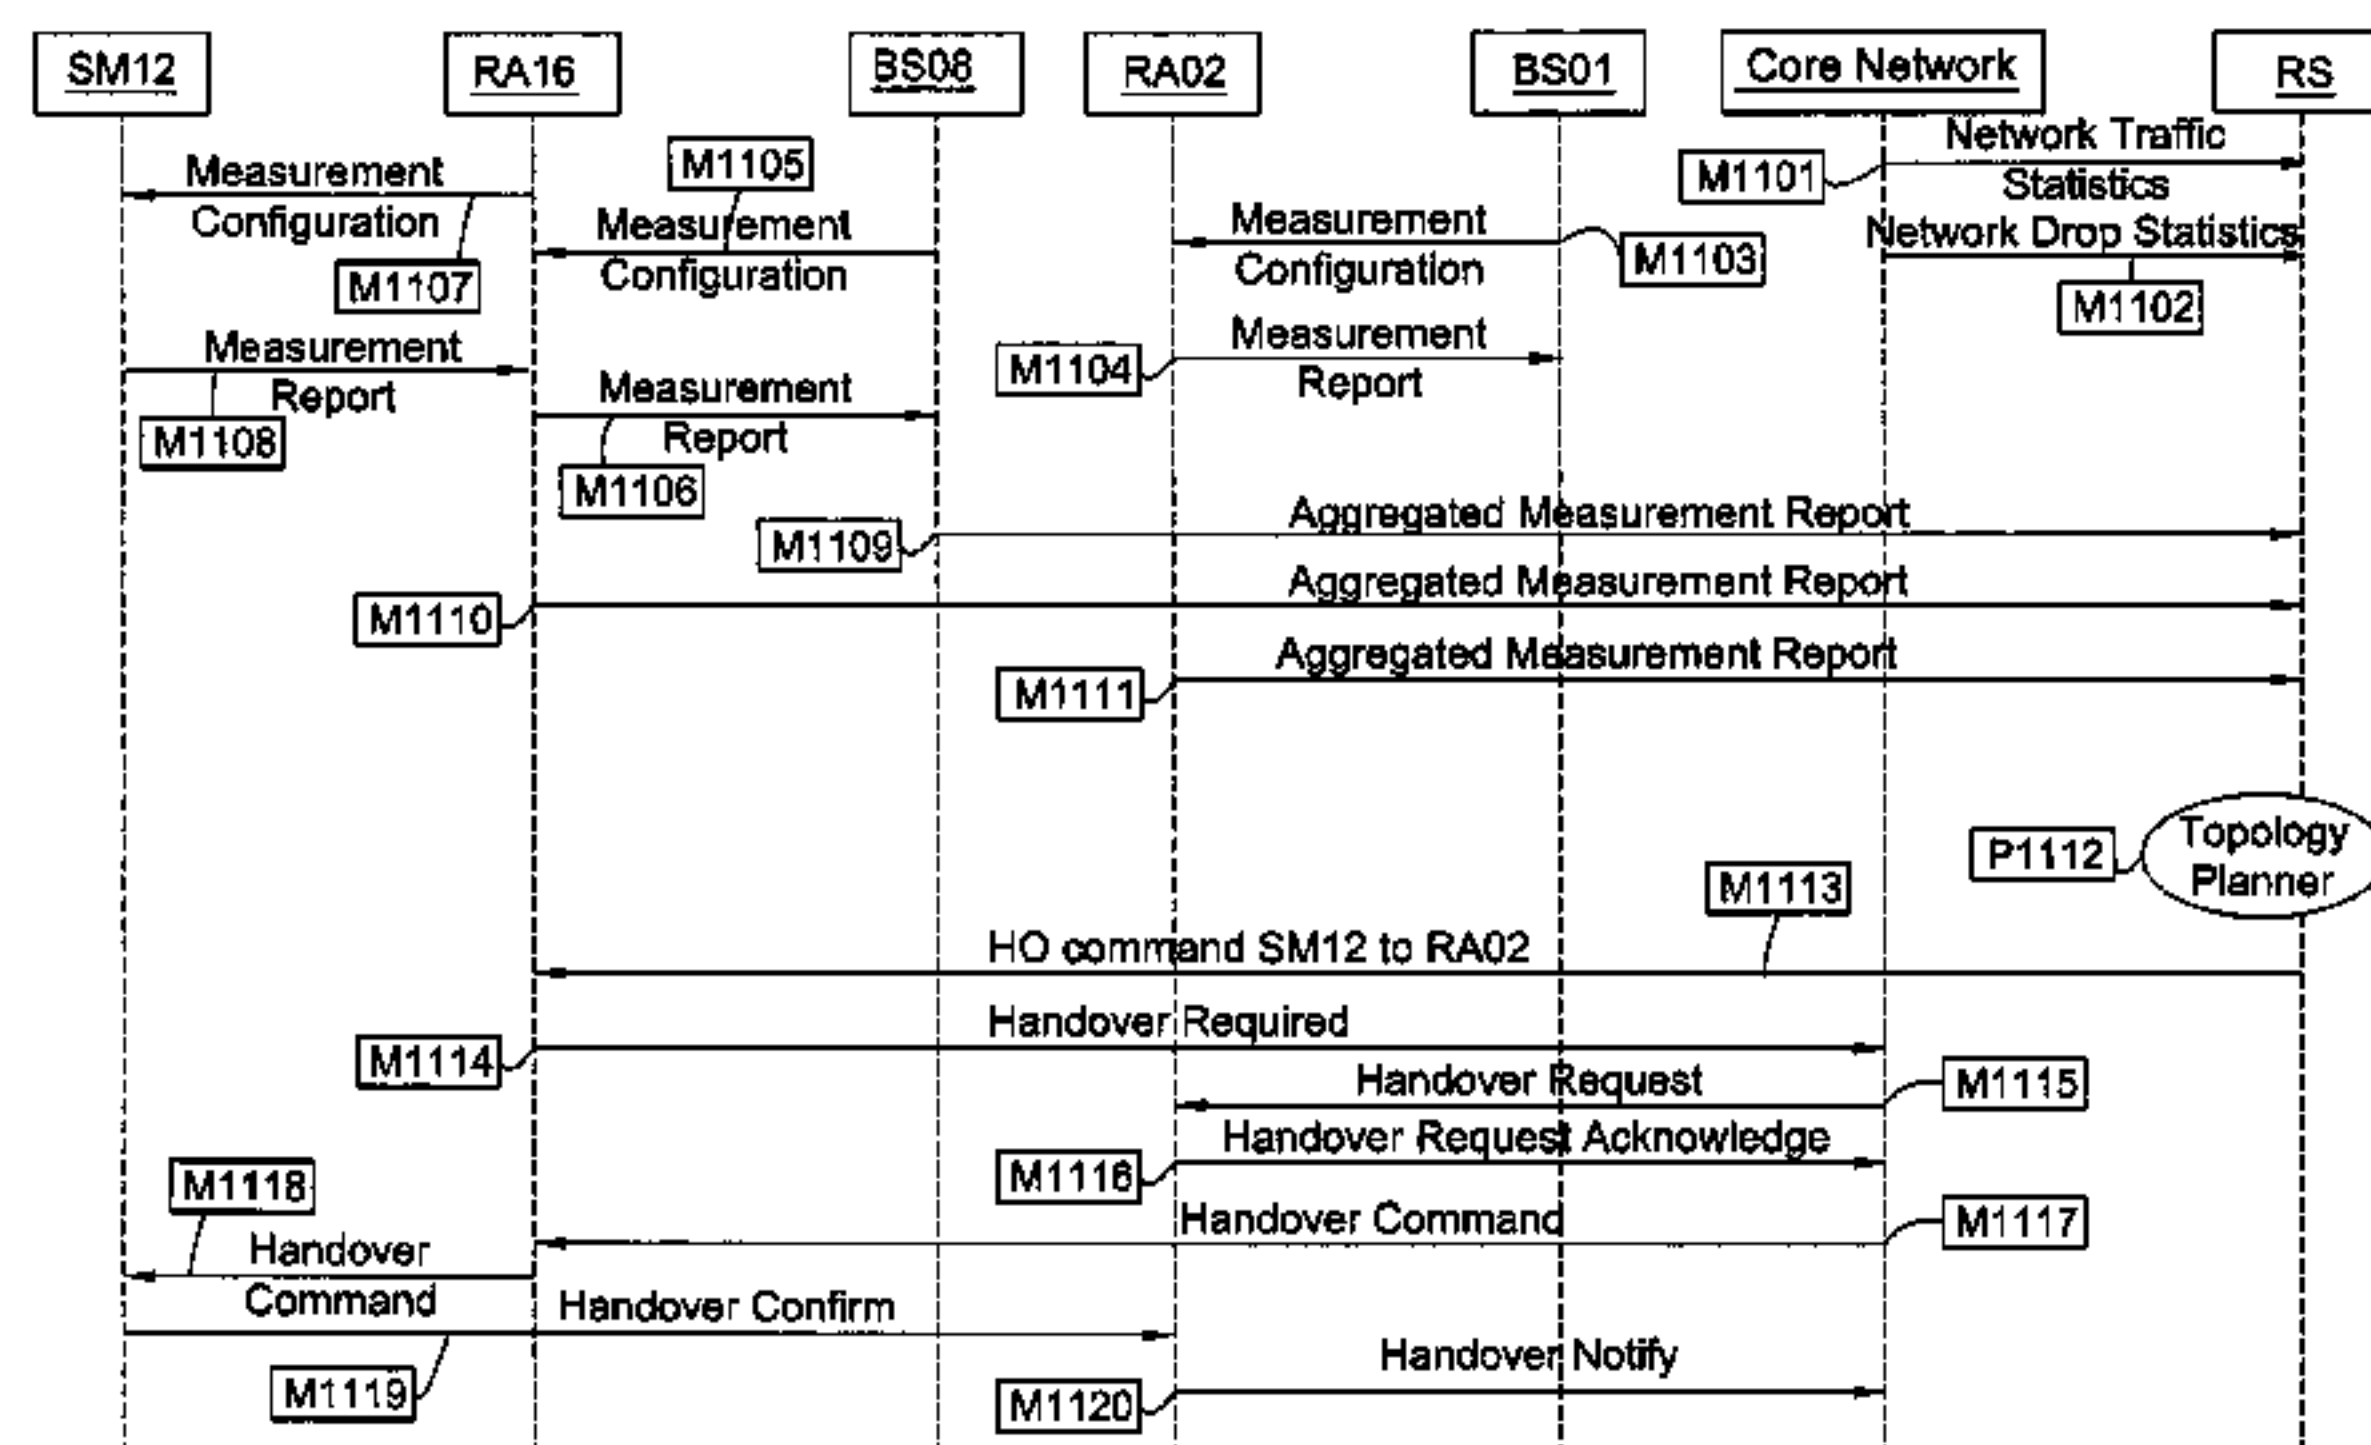 SM12
RA16
BS08
RA02
BS01
Core Network
RS
Network Traffic
Statistics
M1101
M1105
Measurement
Configuration
M1107
Measurement
Configuration
Measurement
Configuration
M1103
Network Drop Statistics
M1102
Measurement
Report
M1108
Measurement
Report
M1106
M1104
Measurement
Report
Aggregated Measurement Report
M1109
Aggregated Measurement Report
M1110
Aggregated Measurement Report
M1111
Topology
Planner
P1112
M1113
HO command SM12 to RA02
Handover Required
M1114
Handover Request
M1115
Handover Request Acknowledge
M1116
M1118
Handover Command
M1117
Handover
Command
Handover Confirm
M1119
Handover Notify
M1120